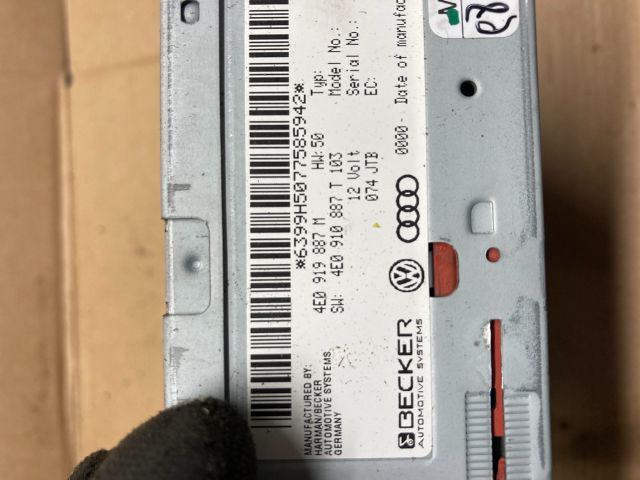 *6399H5077585942*
4E0 919 887 M HW:50 Typ:
SW: 4E0 910 887 T 103 Model No.:
12 Volt Serial No.:
074 JTB EC:
0000- Date of manufac
MANUFACTURED BY:
HARMAN/BECKER
AUTOMOTIVE SYSTEMS.
GERMANY
BECKER
AUTOMOTIVE SYSTEMS